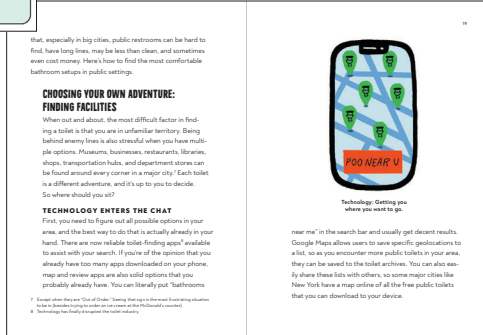 that, especially in big cities, public restrooms can be hard to
find, have long lines, may be less than clean, and sometimes
even cost money. Here's how to find the most comfortable
bathroom setups in public settings.
CHOOSING YOUR OWN ADVENTURE:
FINDING FACILITIES
When out and about, the most difficult factor in find-
ing a toilet is that you are in unfamiliar territory. Being
behind enemy lines is also stressful when you have multi-
ple options. Museums, businesses, restaurants, libraries,
shops, transportation hubs, and department stores can
be found around every corner in a major city.⁷ Each toilet
is a different adventure, and it's up to you to decide.
So where should you sit?
TECHNOLOGY ENTERS THE CHAT
First, you need to figure out all possible options in your
area, and the best way to do that is actually already in your
hand. There are now reliable toilet-finding apps⁸ available
to assist with your search. If you're of the opinion that you
already have too many apps downloaded on your phone,
map and review apps are also solid options that you
probably already have. You can literally put "bathrooms
7 Except when they are "Out of Order." Seeing that sign is the most frustrating situation
to be in (besides trying to order an ice cream at the McDonald's counter).
8 Technology has finally disrupted the toilet industry.
19
POO NEAR U
Technology: Getting you
where you want to go.
near me" in the search bar and usually get decent results.
Google Maps allows users to save specific geolocations to
a list, so as you encounter more public toilets in your area,
they can be saved to the toilet archives. You can also eas-
ily share these lists with others, so some major cities like
New York have a map online of all the free public toilets
that you can download to your device.